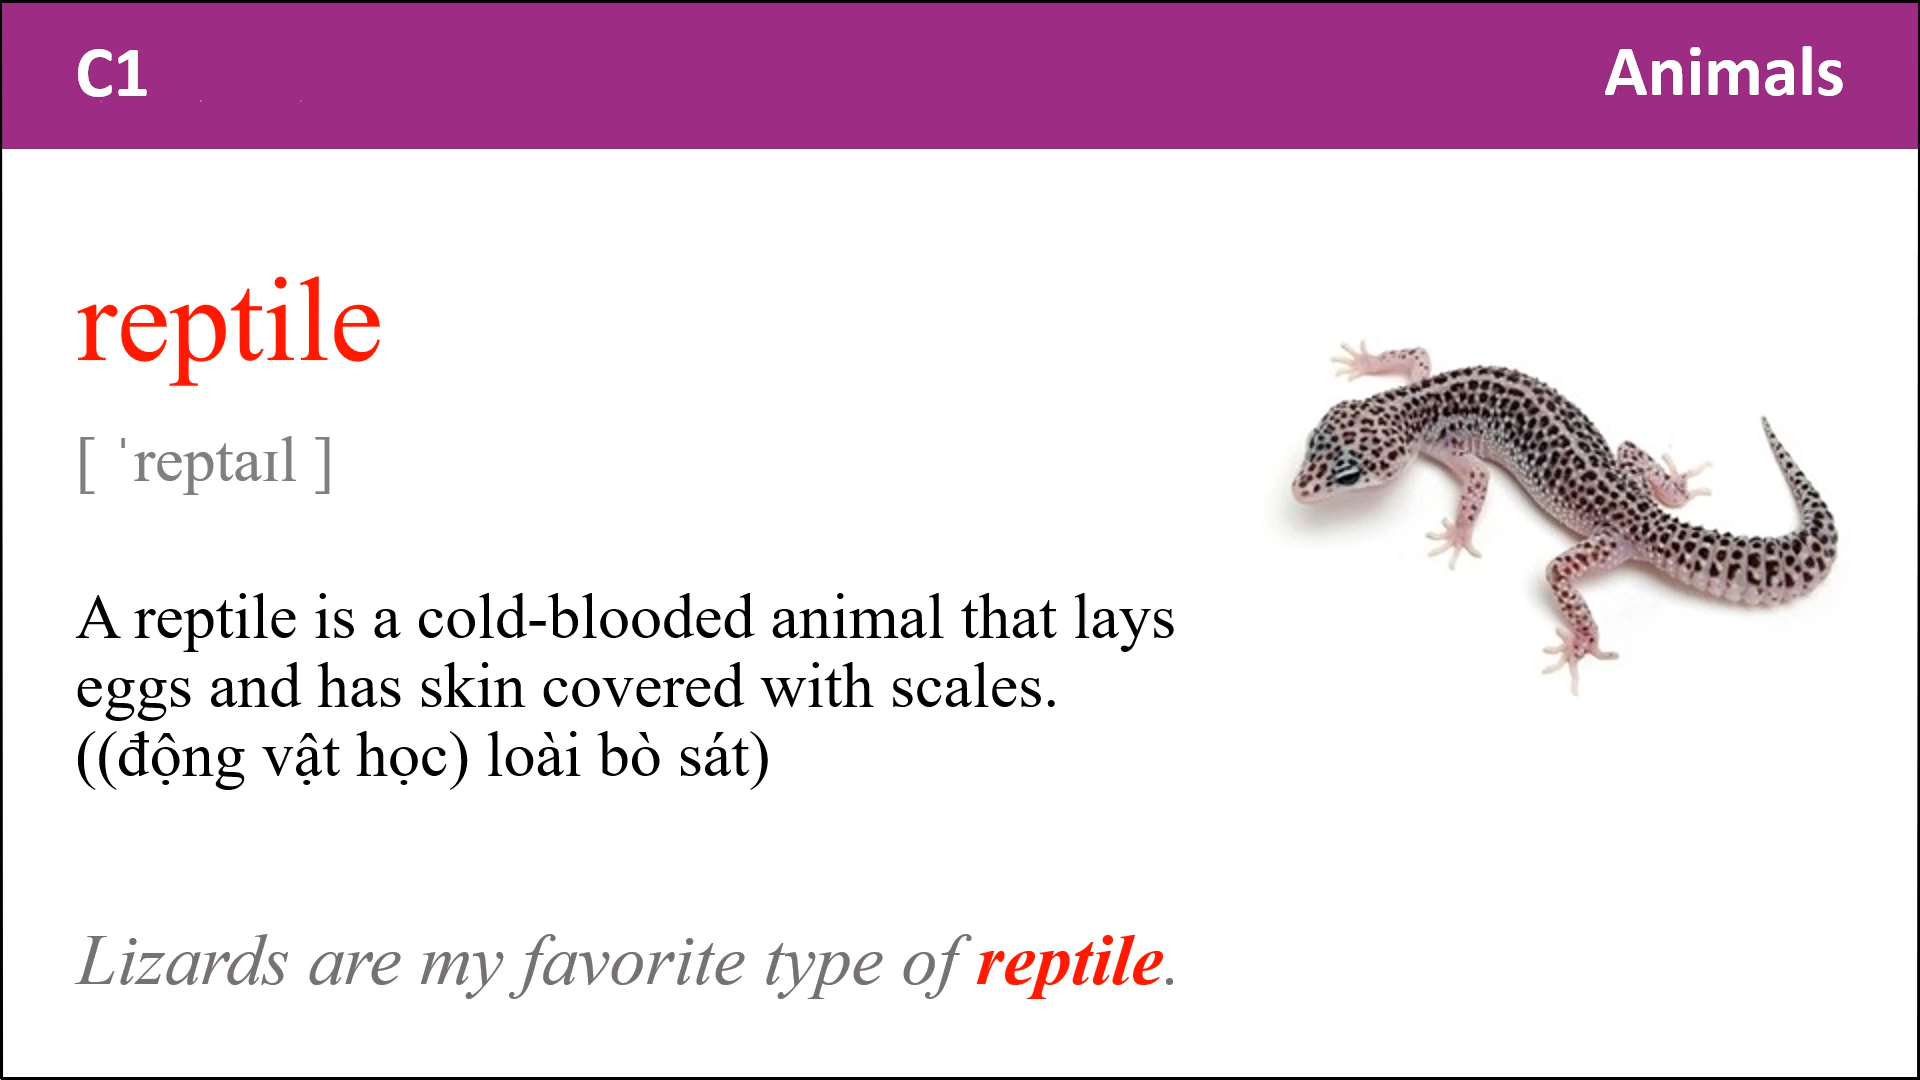 C1
Animals
reptile
[ ˈreptaɪl ]
A reptile is a cold-blooded animal that lays
eggs and has skin covered with scales.
((động vật học) loài bò sát)
Lizards are my favorite type of reptile.